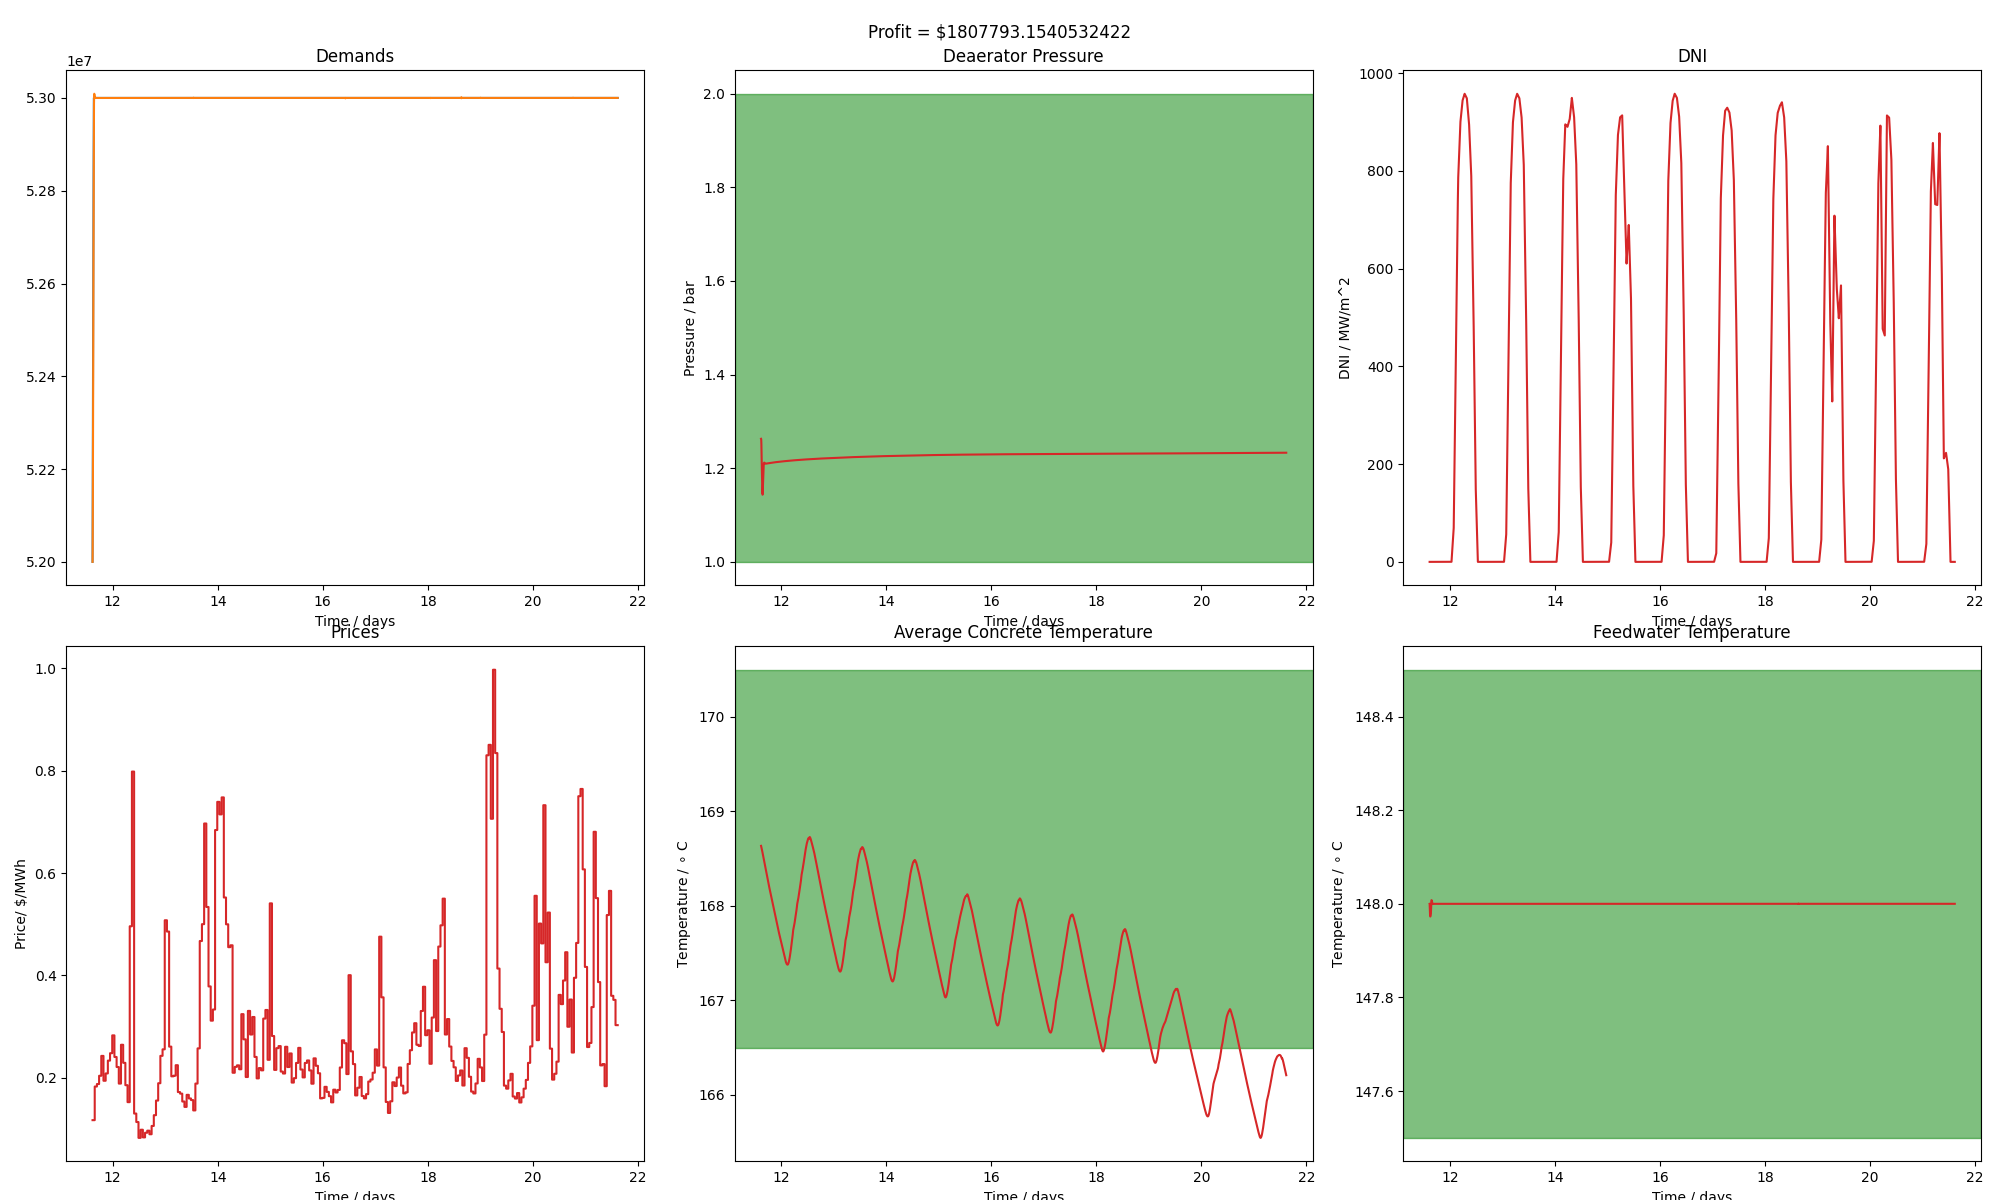 Profit = $1807793.1540532422
Demands
1e7
5.30
5.28
5.26
5.24
5.22
5.20
12 14 16 18 20 22
Time / days
Deaerator Pressure
Pressure / bar
2.0
1.8
1.6
1.4
1.2
1.0
12 14 16 18 20 22
Time / days
DNI
DNI / MW/m^2
1000
800
600
400
200
0
12 14 16 18 20 22
Time / days
Prices
Price/ $/MWh
1.0
0.8
0.6
0.4
0.2
12 14 16 18 20 22
Time / days
Average Concrete Temperature
Temperature / ∘ C
170
169
168
167
166
12 14 16 18 20 22
Time / days
Feedwater Temperature
Temperature / ∘ C
148.4
148.2
148.0
147.8
147.6
12 14 16 18 20 22
Time / days